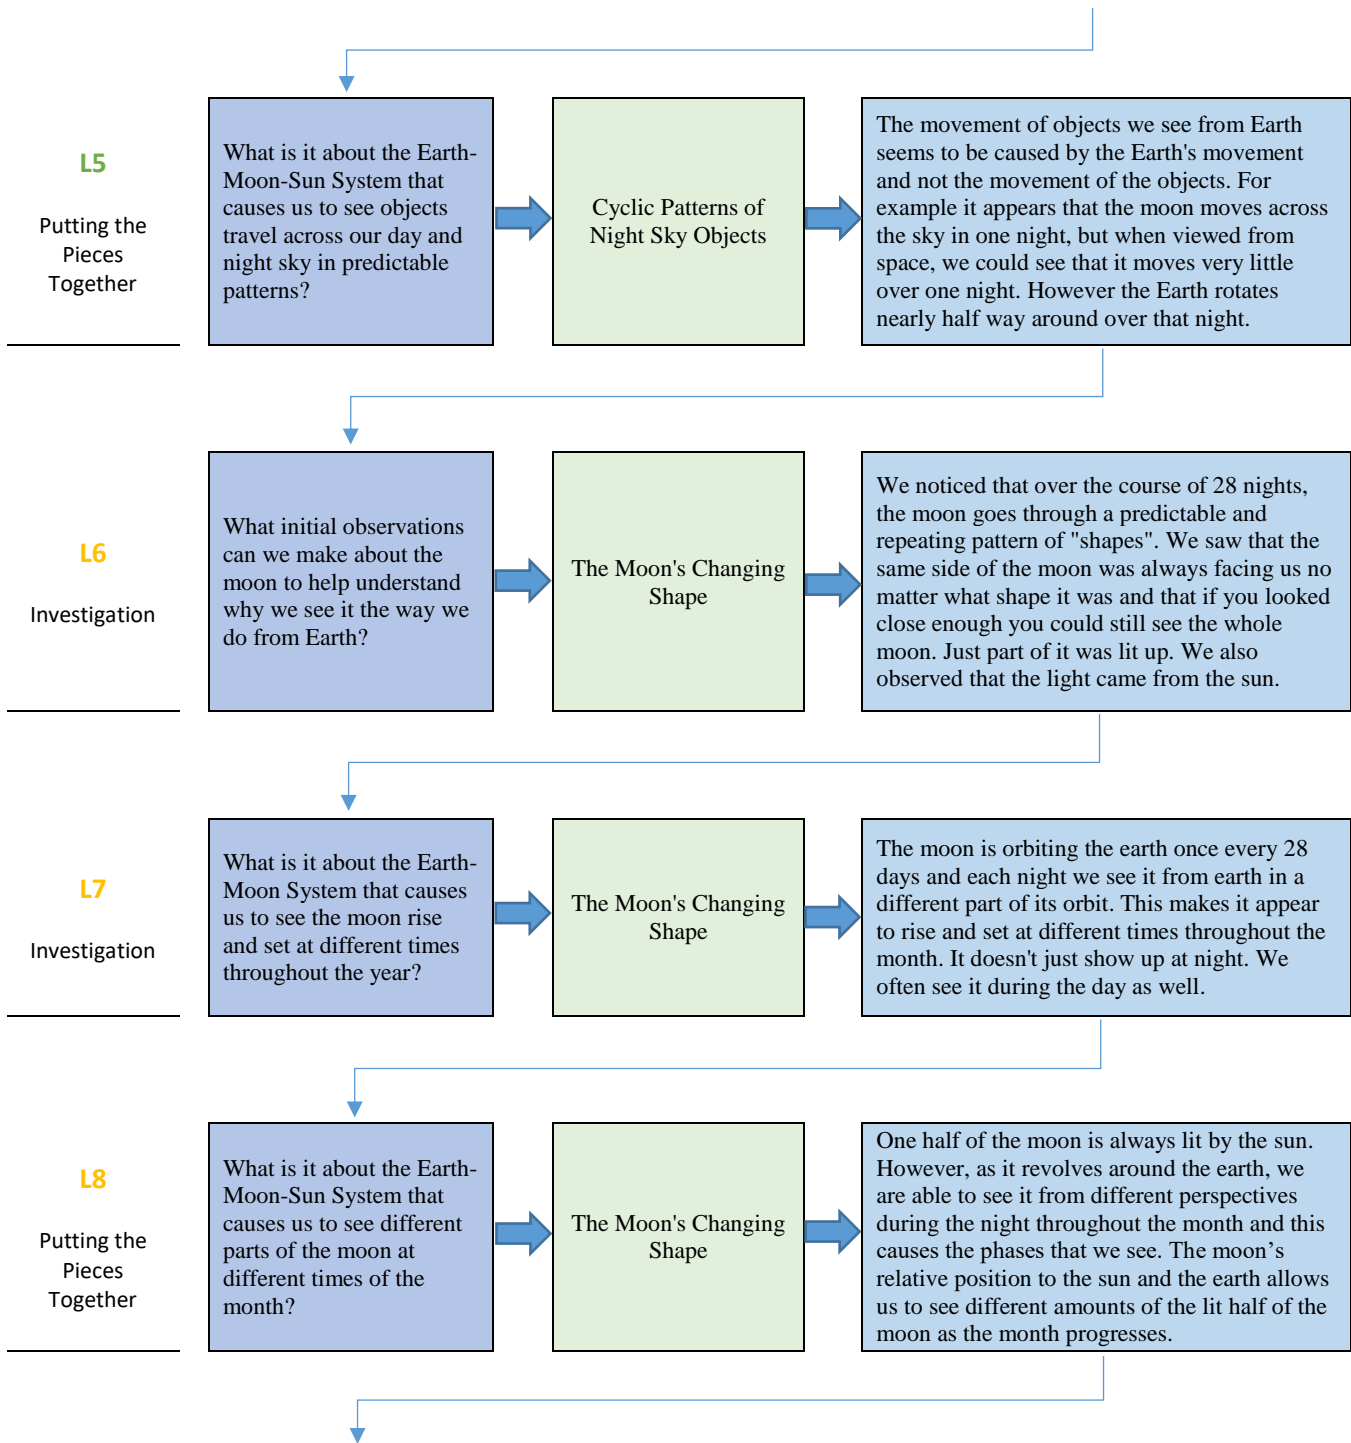 L5
Putting the
Pieces
Together
What is it about the Earth-
Moon-Sun System that
causes us to see objects
travel across our day and
night sky in predictable
patterns?
Cyclic Patterns of
Night Sky Objects
The movement of objects we see from Earth
seems to be caused by the Earth's movement
and not the movement of the objects. For
example it appears that the moon moves across
the sky in one night, but when viewed from
space, we could see that it moves very little
over one night. However the Earth rotates
nearly half way around over that night.
L6
Investigation
What initial observations
can we make about the
moon to help understand
why we see it the way we
do from Earth?
The Moon's Changing
Shape
We noticed that over the course of 28 nights,
the moon goes through a predictable and
repeating pattern of "shapes". We saw that the
same side of the moon was always facing us no
matter what shape it was and that if you looked
close enough you could still see the whole
moon. Just part of it was lit up. We also
observed that the light came from the sun.
L7
Investigation
What is it about the Earth-
Moon System that causes
us to see the moon rise
and set at different times
throughout the year?
The Moon's Changing
Shape
The moon is orbiting the earth once every 28
days and each night we see it from earth in a
different part of its orbit. This makes it appear
to rise and set at different times throughout the
month. It doesn't just show up at night. We
often see it during the day as well.
L8
Putting the
Pieces
Together
What is it about the Earth-
Moon-Sun System that
causes us to see different
parts of the moon at
different times of the
month?
The Moon's Changing
Shape
One half of the moon is always lit by the sun.
However, as it revolves around the earth, we
are able to see it from different perspectives
during the night throughout the month and this
causes the phases that we see. The moon’s
relative position to the sun and the earth allows
us to see different amounts of the lit half of the
moon as the month progresses.